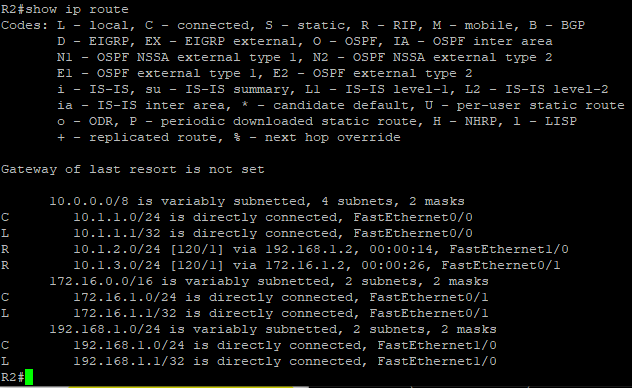 R2#show ip route
Codes: L - local, C - connected, S - static, R - RIP, M - mobile, B - BGP
       D - EIGRP, EX - EIGRP external, O - OSPF, IA - OSPF inter area
       N1 - OSPF NSSA external type 1, N2 - OSPF NSSA external type 2
       E1 - OSPF external type 1, E2 - OSPF external type 2
       i - IS-IS, su - IS-IS summary, L1 - IS-IS level-1, L2 - IS-IS level-2
       ia - IS-IS inter area, * - candidate default, U - per-user static route
       o - ODR, P - periodic downloaded static route, H - NHRP, l - LISP
       + - replicated route, % - next hop override
Gateway of last resort is not set
      10.0.0.0/8 is variably subnetted, 4 subnets, 2 masks
C        10.1.1.0/24 is directly connected, FastEthernet0/0
L        10.1.1.1/32 is directly connected, FastEthernet0/0
R        10.1.2.0/24 [120/1] via 192.168.1.2, 00:00:14, FastEthernet1/0
R        10.1.3.0/24 [120/1] via 172.16.1.2, 00:00:26, FastEthernet0/1
      172.16.0.0/16 is variably subnetted, 2 subnets, 2 masks
C        172.16.1.0/24 is directly connected, FastEthernet0/1
L        172.16.1.1/32 is directly connected, FastEthernet0/1
      192.168.1.0/24 is variably subnetted, 2 subnets, 2 masks
C        192.168.1.0/24 is directly connected, FastEthernet1/0
L        192.168.1.1/32 is directly connected, FastEthernet1/0
R2#